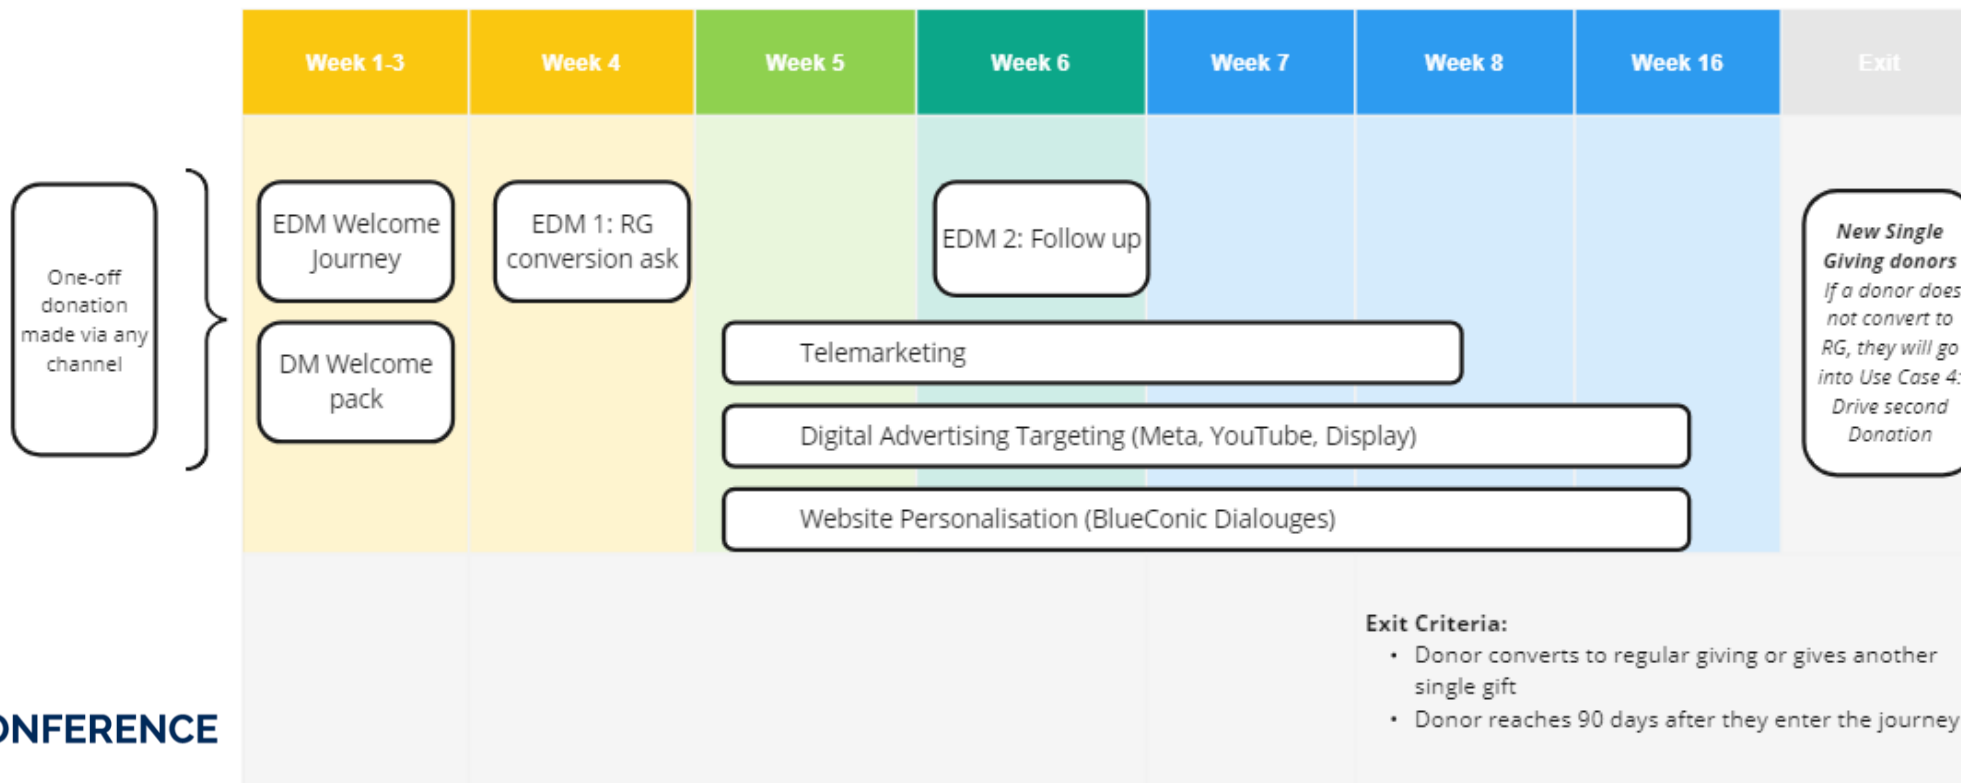 Week 1-3
Week 4
Week 5
Week 6
Week 7
Week 8
Week 16
Exit
One-off
donation
made via any
channel
EDM Welcome
Journey
DM Welcome
pack
EDM 1: RG
conversion ask
EDM 2: Follow up
Telemarketing
Digital Advertising Targeting (Meta, YouTube, Display)
Website Personalisation (BlueConic Dialouges)
New Single
Giving donors
If a donor does
not convert to
RG, they will go
into Use Case 4:
Drive second
Donation
Exit Criteria:
• Donor converts to regular giving or gives another
single gift
• Donor reaches 90 days after they enter the journey
ONFERENCE